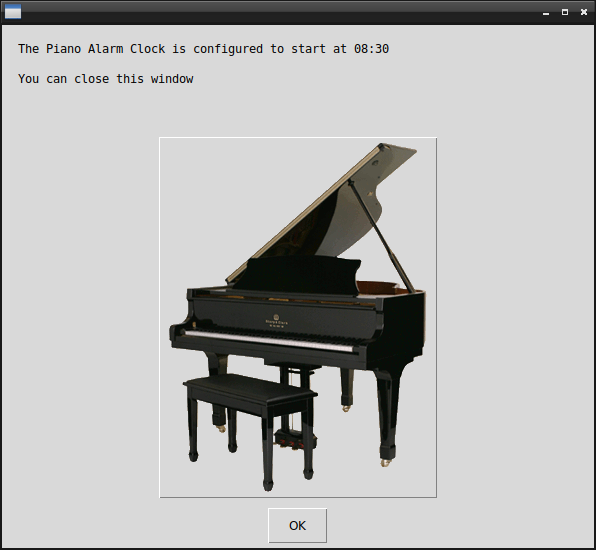 The Piano Alarm Clock is configured to start at 08:30
You can close this window
OK